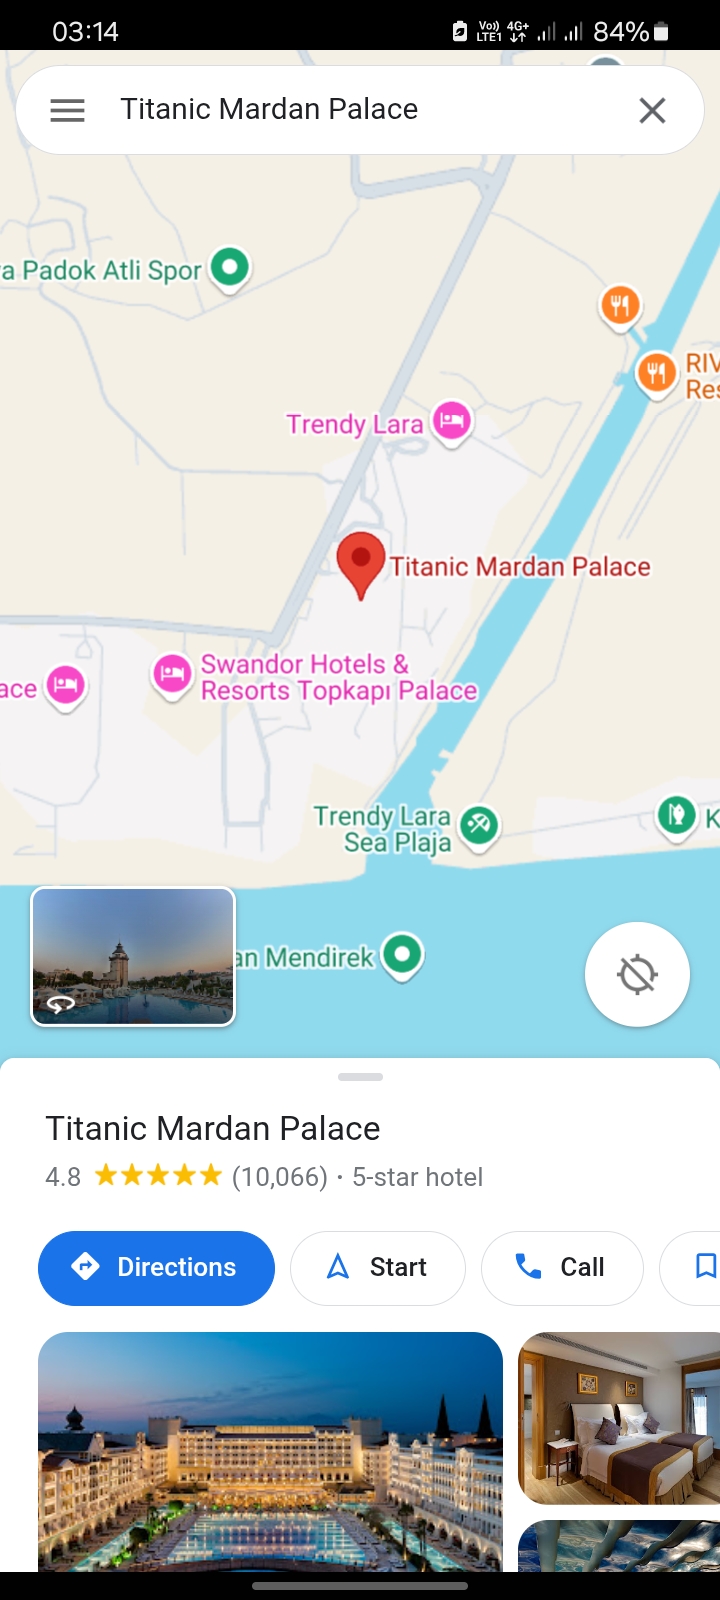 03:14
Vo)) 4G+
LTE1
84%
Titanic Mardan Palace
a Padok Atli Spor
RIV
Res
Trendy Lara
Titanic Mardan Palace
Swandor Hotels &
Resorts Topkapı Palace
ace
Trendy Lara
Sea Plaja
K
an Mendirek
Titanic Mardan Palace
4.8 (10,066) · 5-star hotel
Directions
Start
Call